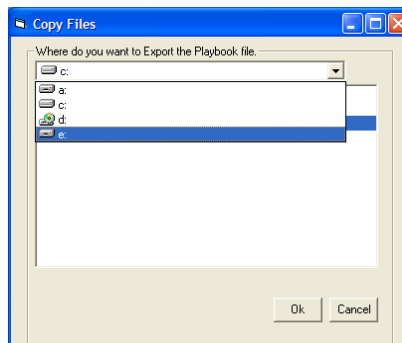 Copy Files
Where do you want to Export the Playbook file.
c:
a:
c:
d:
e:
Ok Cancel